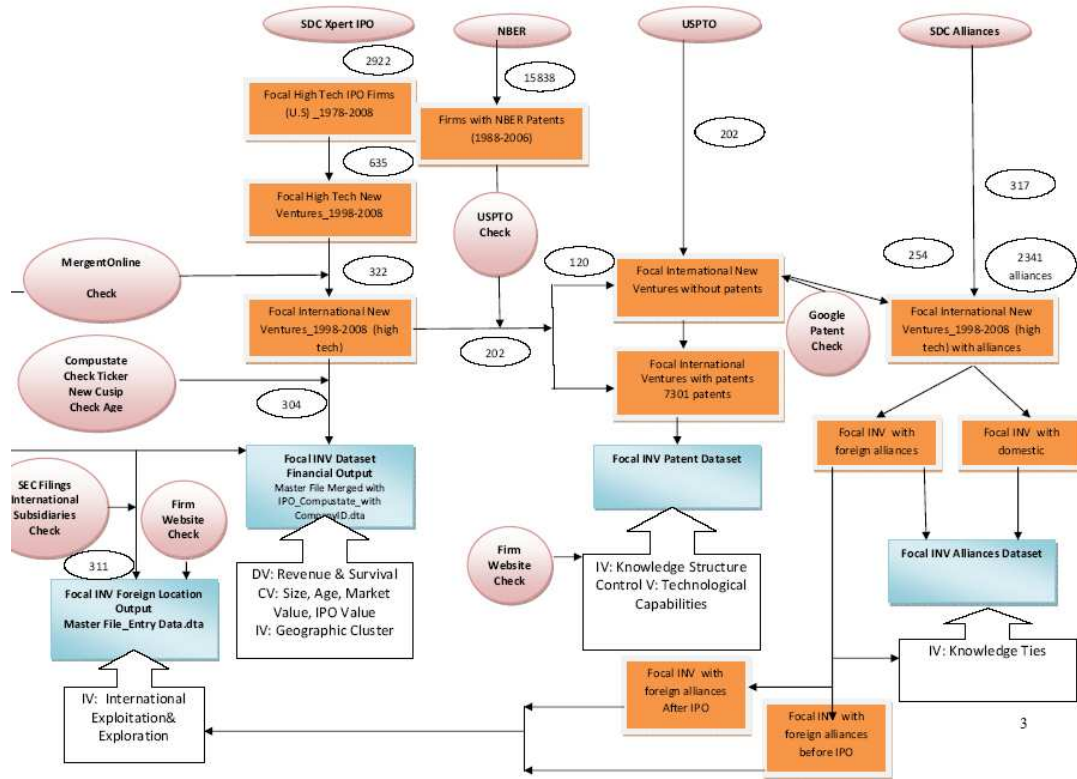 SDC Xpert IPO
NBER
USPTO
SDC Alliances
2922
15838
Focal High Tech IPO Firms
(U.S) _1978-2008
Firms with NBER Patents
(1988-2006)
202
635
317
Focal High Tech New
Ventures_1998-2008
USPTO
Check
MergentOnline
Check
322
120
254
2341
alliances
Focal International New
Ventures without patents
Focal International New
Ventures_1998-2008 (high
tech)
202
Google
Patent
Check
Focal International New
Ventures_1998-2008 (high
tech) with alliances
Compustate
Check Ticker
New Cusip
Check Age
304
Focal International
Ventures with patents
7301 patents
Focal INV with
foreign alliances
Focal INV with
domestic
SEC Filings
International
Subsidiaries
Check
Firm
Website
Check
Focal INV Dataset
Financial Output
Master File Merged with
IPO_Compustate_with
CompanyID.dta
Focal INV Patent Dataset
311
Focal INV Foreign Location
Output
Master File_Entry Data.dta
DV: Revenue & Survival
CV: Size, Age, Market
Value, IPO Value
IV: Geographic Cluster
Firm
Website
Check
IV: Knowledge Structure
Control V: Technological
Capabilities
Focal INV Alliances Dataset
IV: Knowledge Ties
IV: International
Exploitation&
Exploration
Focal INV with
foreign alliances
After IPO
Focal INV with
foreign alliances
before IPO
3